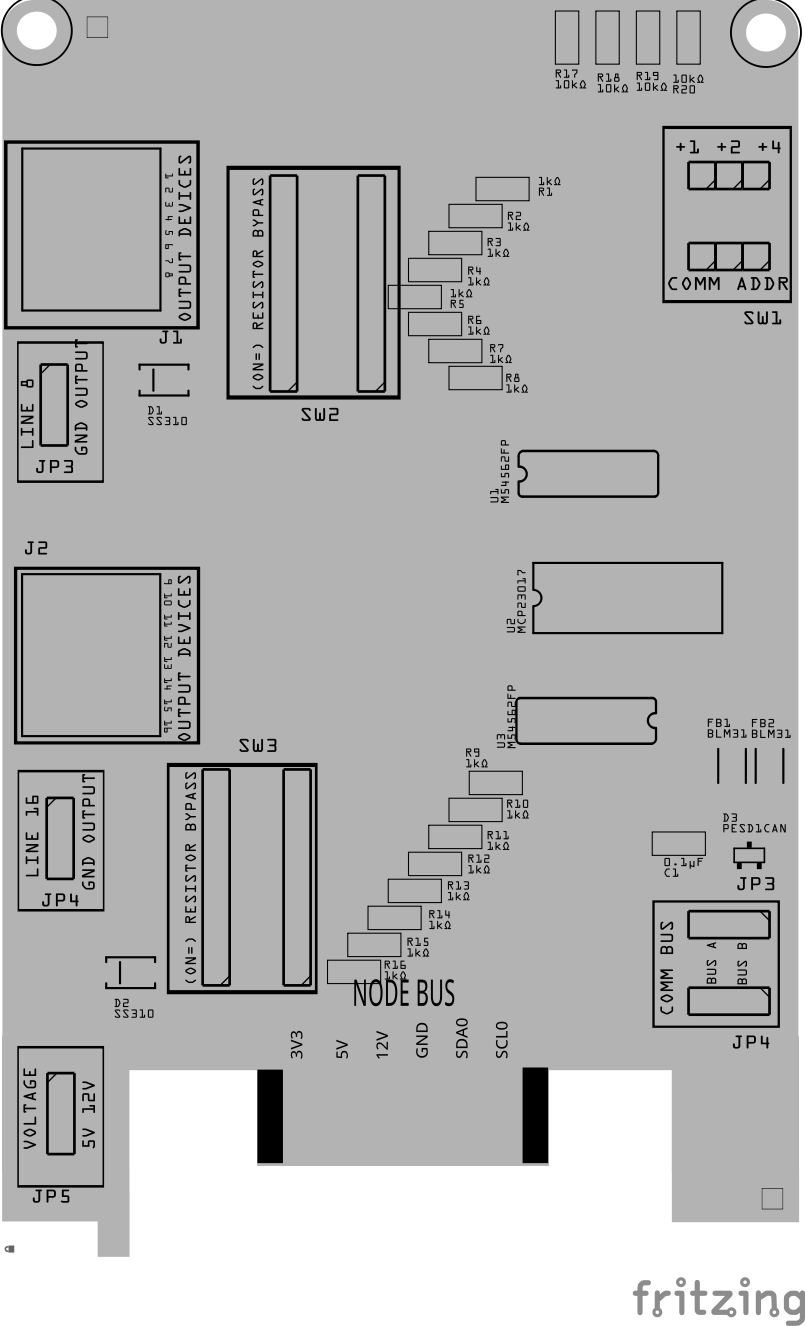 R17
10kΩ
R18
10kΩ
R19
10kΩ
10kΩ
R20
+1 +2 +4
COMM ADDR
SW1
1 2 3 4 5 6 7 8
OUTPUT DEVICES
J1
(ON=) RESISTOR BYPASS
SW2
1kΩ
R1
R2
1kΩ
R3
1kΩ
R4
1kΩ
1kΩ
R5
R6
1kΩ
R7
1kΩ
R8
1kΩ
LINE 8
GND OUTPUT
JP3
D1
SS310
U1
M54562FP
J2
9 10 11 12 13 14 15 16
OUTPUT DEVICES
U2
MCP23017
U3
M54562FP
FB1
BLM31
FB2
BLM31
SW3
(ON=) RESISTOR BYPASS
R9
1kΩ
R10
1kΩ
R11
1kΩ
R12
1kΩ
R13
1kΩ
R14
1kΩ
R15
1kΩ
R16
1kΩ
LINE 16
GND OUTPUT
JP4
D3
PESD1CAN
0.1µF
C1
JP3
COMM BUS
BUS A
BUS B
JP4
D2
SS310
NODE BUS
3V3
5V
12V
GND
SDA0
SCL0
VOLTAGE
5V 12V
JP5
fritzing